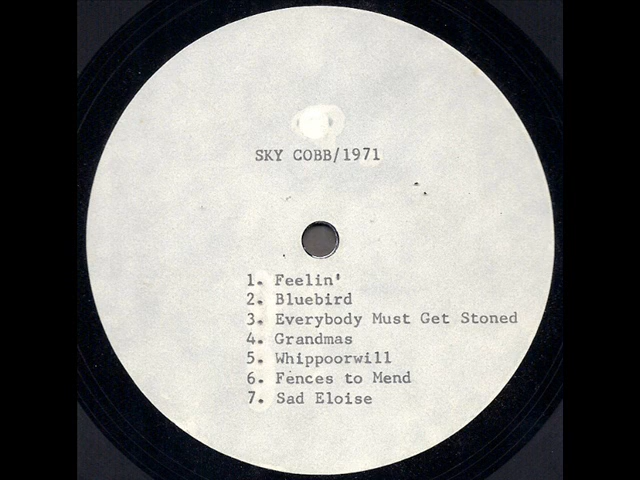 SKY COBB/1971
1. Feelin'
2. Bluebird
3. Everybody Must Get Stoned
4. Grandmas
5. Whippoorwill
6. Fences to Mend
7. Sad Eloise